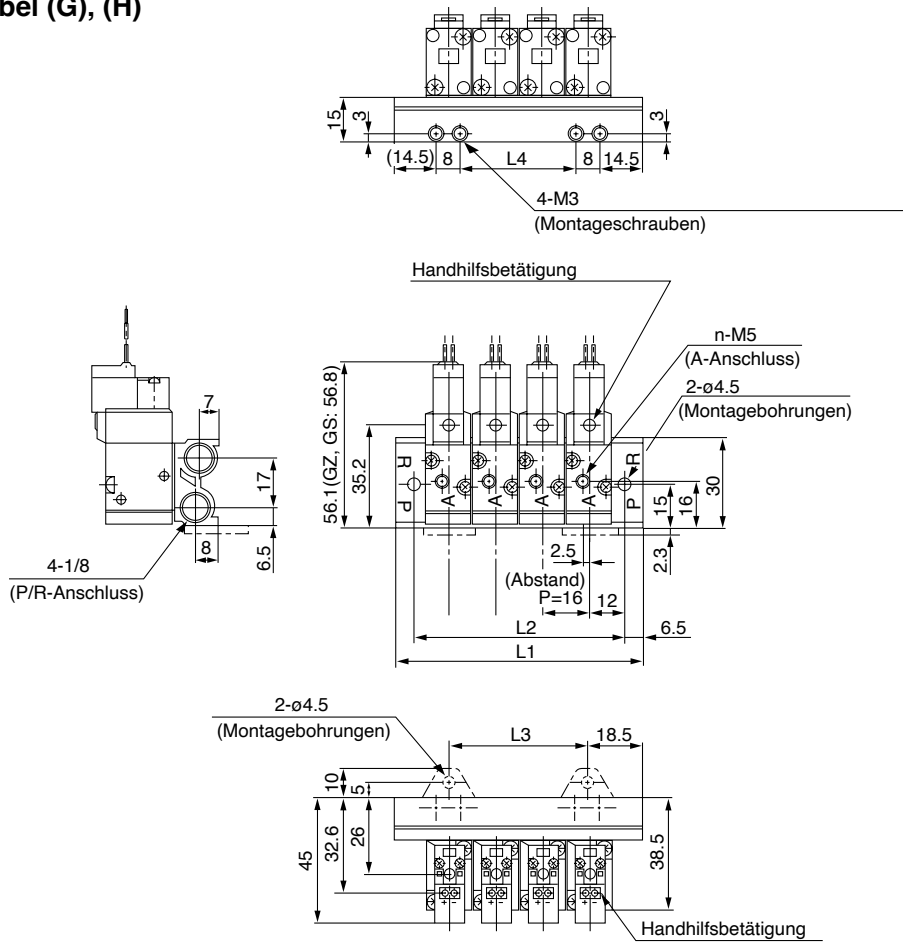 bel (G), (H)
15
3
3
(14.5)
8
L4
8
14.5
4-M3
(Montageschrauben)
Handhilfsbetätigung
n-M5
(A-Anschluss)
2-ø4.5
(Montagebohrungen)
7
17
8
6.5
4-1/8
(P/R-Anschluss)
56.1(GZ, GS: 56.8)
35.2
R
P
A
A
A
A
R
P
15
16
30
2.3
2.5
(Abstand)
P=16
12
L2
6.5
L1
2-ø4.5
(Montagebohrungen)
L3
18.5
10
5
45
32.6
26
38.5
+ -
+ -
+ -
+ -
Handhilfsbetätigung